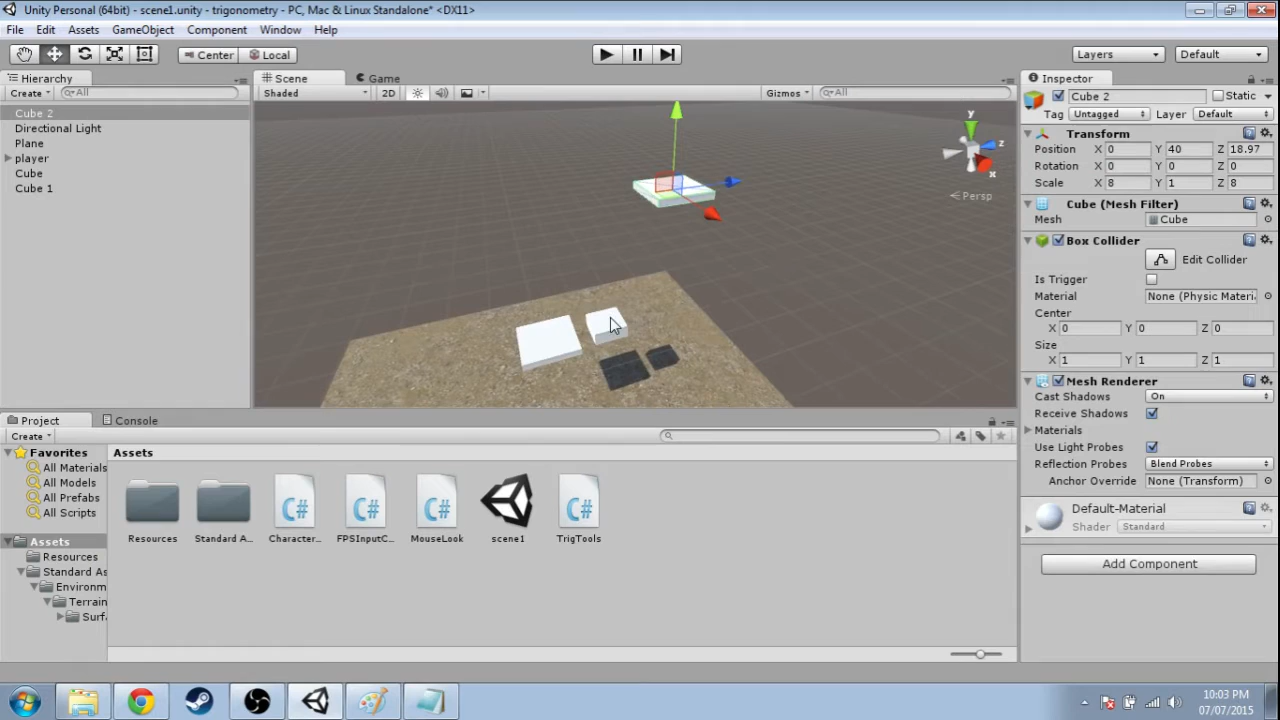 Unity Personal (64bit) - scene1.unity - trigonometry - PC, Mac & Linux Standalone* <DX11>
File Edit Assets GameObject Component Window Help
Center Local Layers Default
Hierarchy Scene Game Inspector
Create All Shaded 2D Gizmos All Cube 2 Static
Tag Untagged Layer Default
Cube 2
Directional Light
Plane
player
Cube
Cube 1
y
z
x
Persp
Transform
Position X 0 Y 40 Z 18.97
Rotation X 0 Y 0 Z 0
Scale X 8 Y 1 Z 8
Cube (Mesh Filter)
Mesh Cube
Box Collider
Edit Collider
Is Trigger
Material None (Physic Materi
Center
X 0 Y 0 Z 0
Size
X 1 Y 1 Z 1
Mesh Renderer
Cast Shadows On
Receive Shadows
Materials
Use Light Probes
Reflection Probes Blend Probes
Anchor Override None (Transform)
Default-Material
Shader Standard
Add Component
Project Console
Create
Favorites
All Materials
All Models
All Prefabs
All Scripts
Assets
Resources
Standard As
Environm
Terrain
Surf
Assets
C# C# C# C#
Resources Standard A... Character... FPSInputC... MouseLook scene1 TrigTools
10:03 PM
07/07/2015